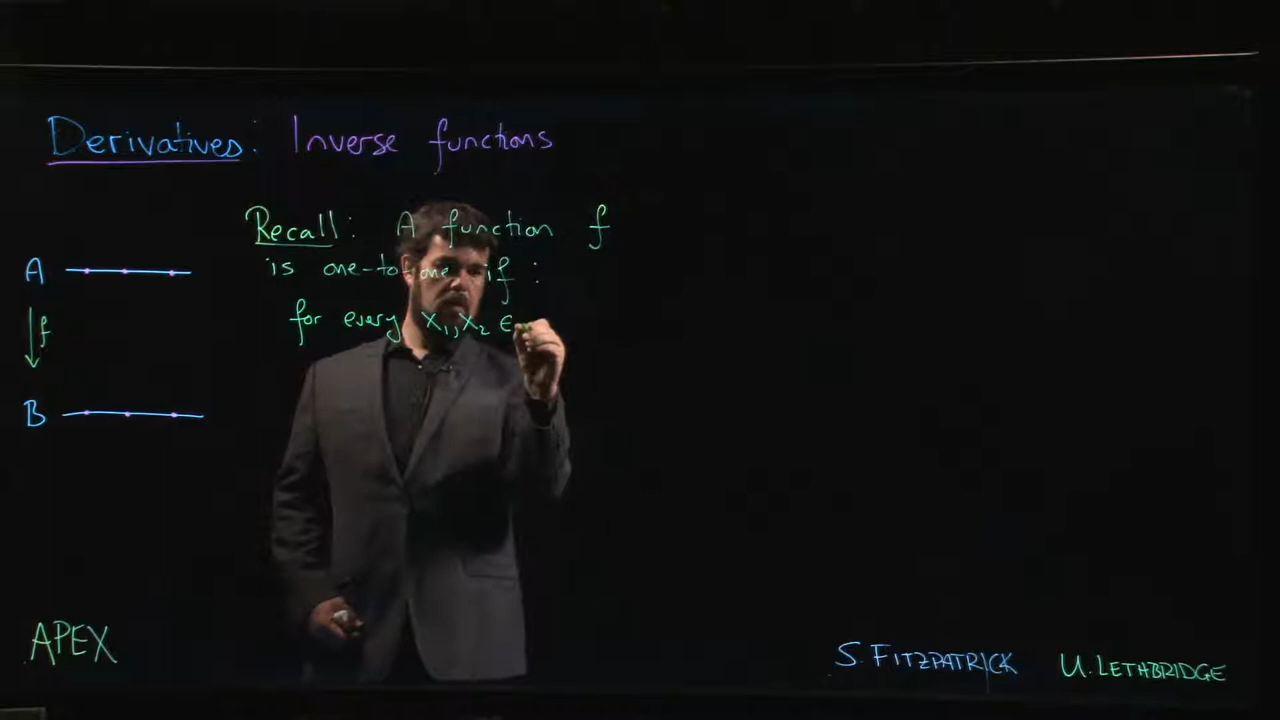 Derivatives: Inverse functions
Recall: A function f
is one-to-one if:
for every x₁,x₂ ∈
A
f
B
APEX
S. FITZPATRICK U. LETHBRIDGE